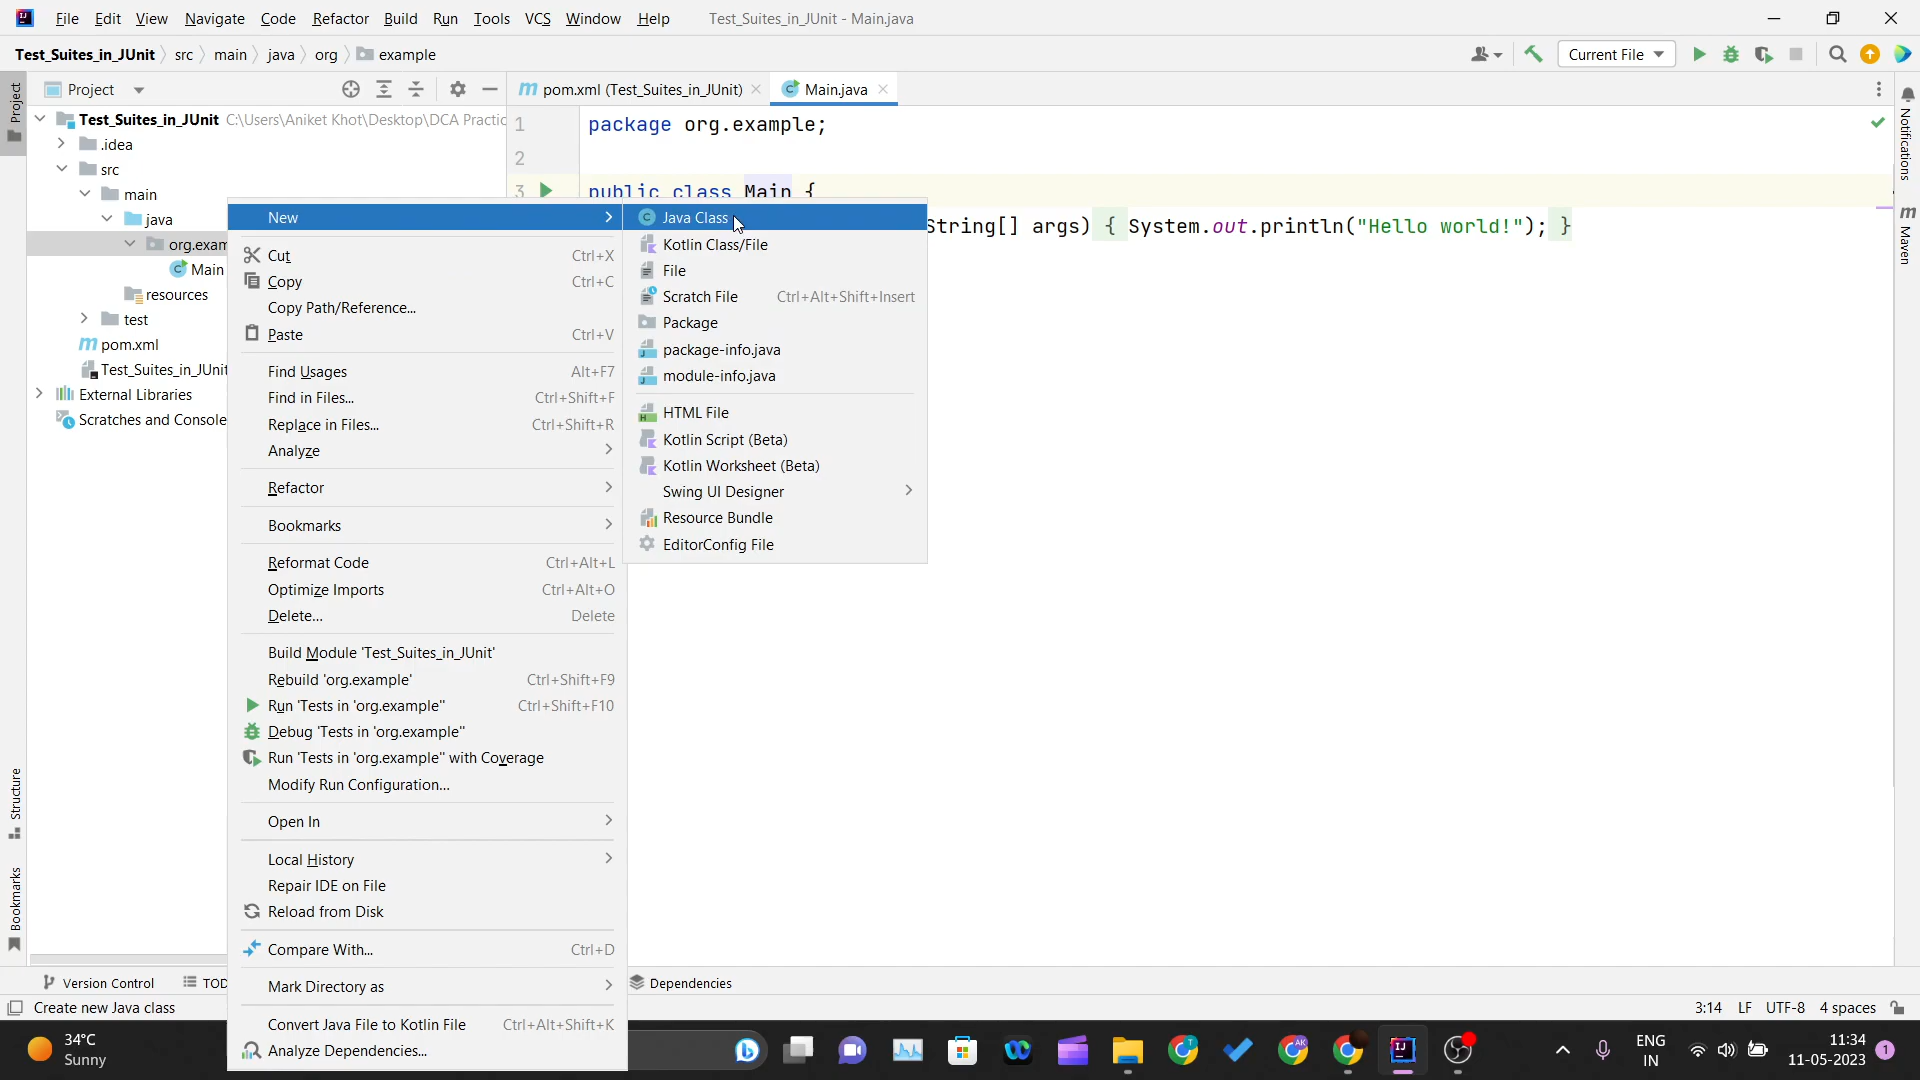 File Edit View Navigate Code Refactor Build Run Tools VCS Window Help Test_Suites_in_JUnit - Main.java
Test_Suites_in_JUnit src main java org example
Current File
Project
pom.xml (Test_Suites_in_JUnit)
Main.java
Project
Test_Suites_in_JUnit C:\Users\Aniket Khot\Desktop\DCA Practic
.idea
src
main
java
org.exam
Main
resources
test
pom.xml
Test_Suites_in_JUnit
External Libraries
Scratches and Console
1 package org.example;
2
3 public class Main {
String[] args) { System.out.println("Hello world!"); }
New
Cut Ctrl+X
Copy Ctrl+C
Copy Path/Reference...
Paste Ctrl+V
Find Usages Alt+F7
Find in Files... Ctrl+Shift+F
Replace in Files... Ctrl+Shift+R
Analyze
Refactor
Bookmarks
Reformat Code Ctrl+Alt+L
Optimize Imports Ctrl+Alt+O
Delete... Delete
Build Module 'Test_Suites_in_JUnit'
Rebuild 'org.example' Ctrl+Shift+F9
Run 'Tests in 'org.example'' Ctrl+Shift+F10
Debug 'Tests in 'org.example''
Run 'Tests in 'org.example'' with Coverage
Modify Run Configuration...
Open In
Local History
Repair IDE on File
Reload from Disk
Compare With... Ctrl+D
Mark Directory as
Convert Java File to Kotlin File Ctrl+Alt+Shift+K
Analyze Dependencies...
Java Class
Kotlin Class/File
File
Scratch File Ctrl+Alt+Shift+Insert
Package
package-info.java
module-info.java
HTML File
Kotlin Script (Beta)
Kotlin Worksheet (Beta)
Swing UI Designer
Resource Bundle
EditorConfig File
Notifications
Maven
Structure
Bookmarks
Version Control TOD Dependencies
Create new Java class
3:14 LF UTF-8 4 spaces
34°C
Sunny
ENG
IN
11:34
11-05-2023
1